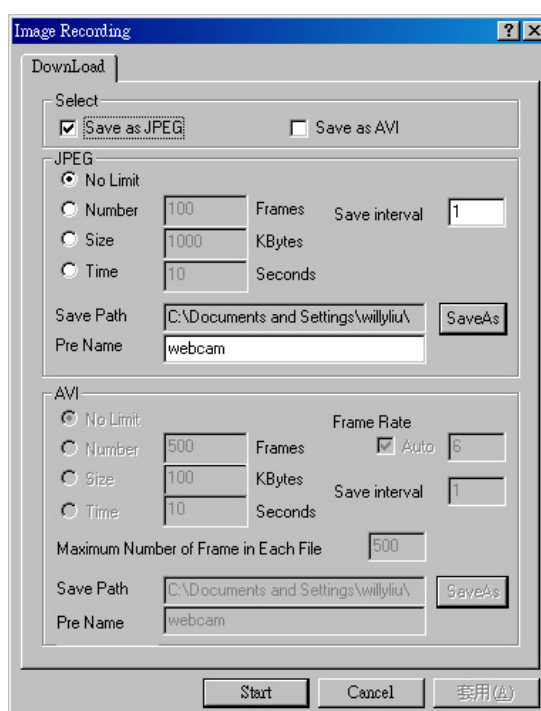 Image Recording
DownLoad
Select
Save as JPEG Save as AVI
JPEG
No Limit
Number 100 Frames Save interval 1
Size 1000 KBytes
Time 10 Seconds
Save Path C:\Documents and Settings\willyliu\ SaveAs
Pre Name webcam
AVI
No Limit Frame Rate
Number 500 Frames Auto 6
Size 100 KBytes
Save interval 1
Time 10 Seconds
Maximum Number of Frame in Each File 500
Save Path C:\Documents and Settings\willyliu\ SaveAs
Pre Name webcam
Start Cancel 套用(A)